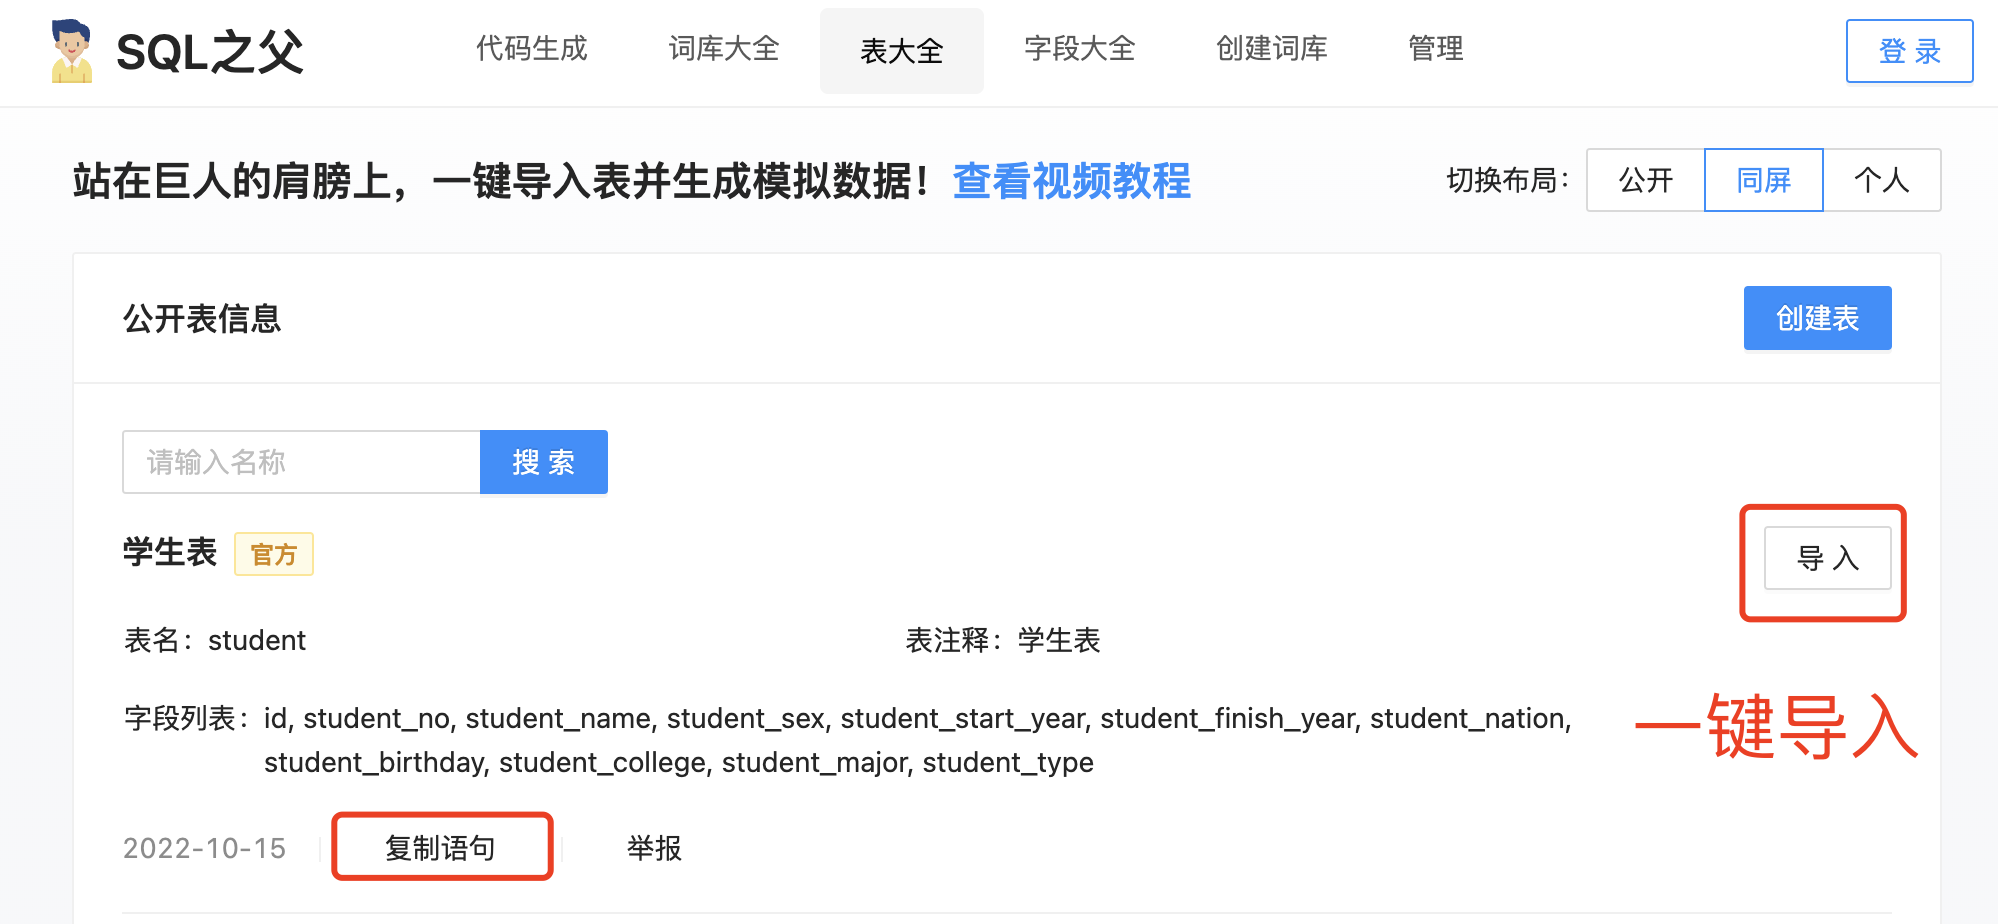 SQL之父
代码生成
词库大全
表大全
字段大全
创建词库
管理
登 录
站在巨人的肩膀上，一键导入表并生成模拟数据！查看视频教程
切换布局：
公开
同屏
个人
公开表信息
创建表
请输入名称
搜 索
学生表
官方
导 入
表名：student
表注释：学生表
字段列表：id, student_no, student_name, student_sex, student_start_year, student_finish_year, student_nation,
student_birthday, student_college, student_major, student_type
一键导入
2022-10-15
复制语句
举报